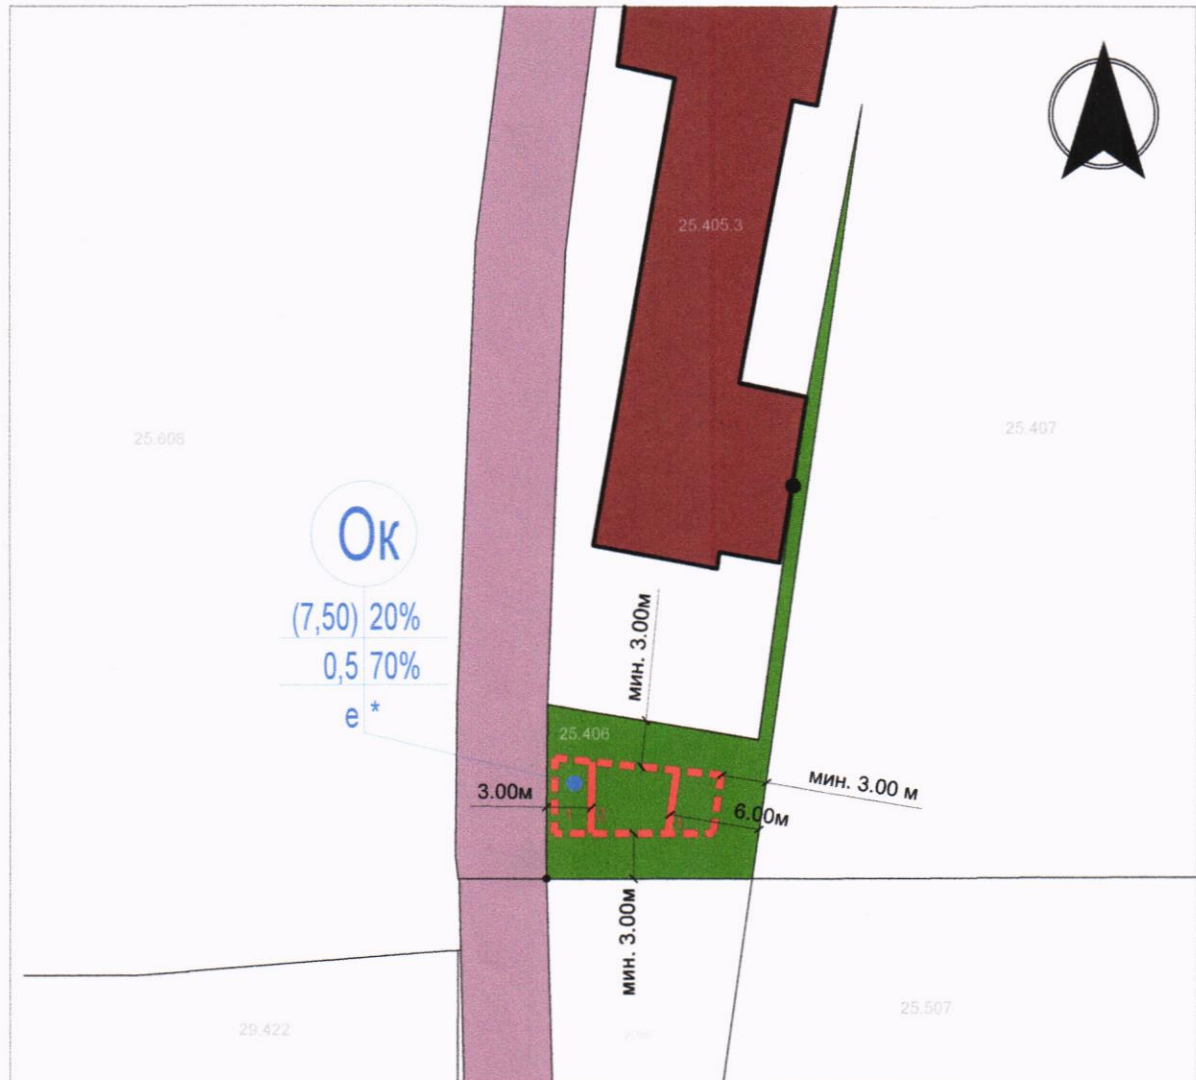 25.405.3
25.606
25.407
Ок
(7,50) 20%
0,5 70%
е *
мин. 3.00м
25.406
3.00м
мин. 3.00 м
6.00м
мин. 3.00м
29.422
25.507